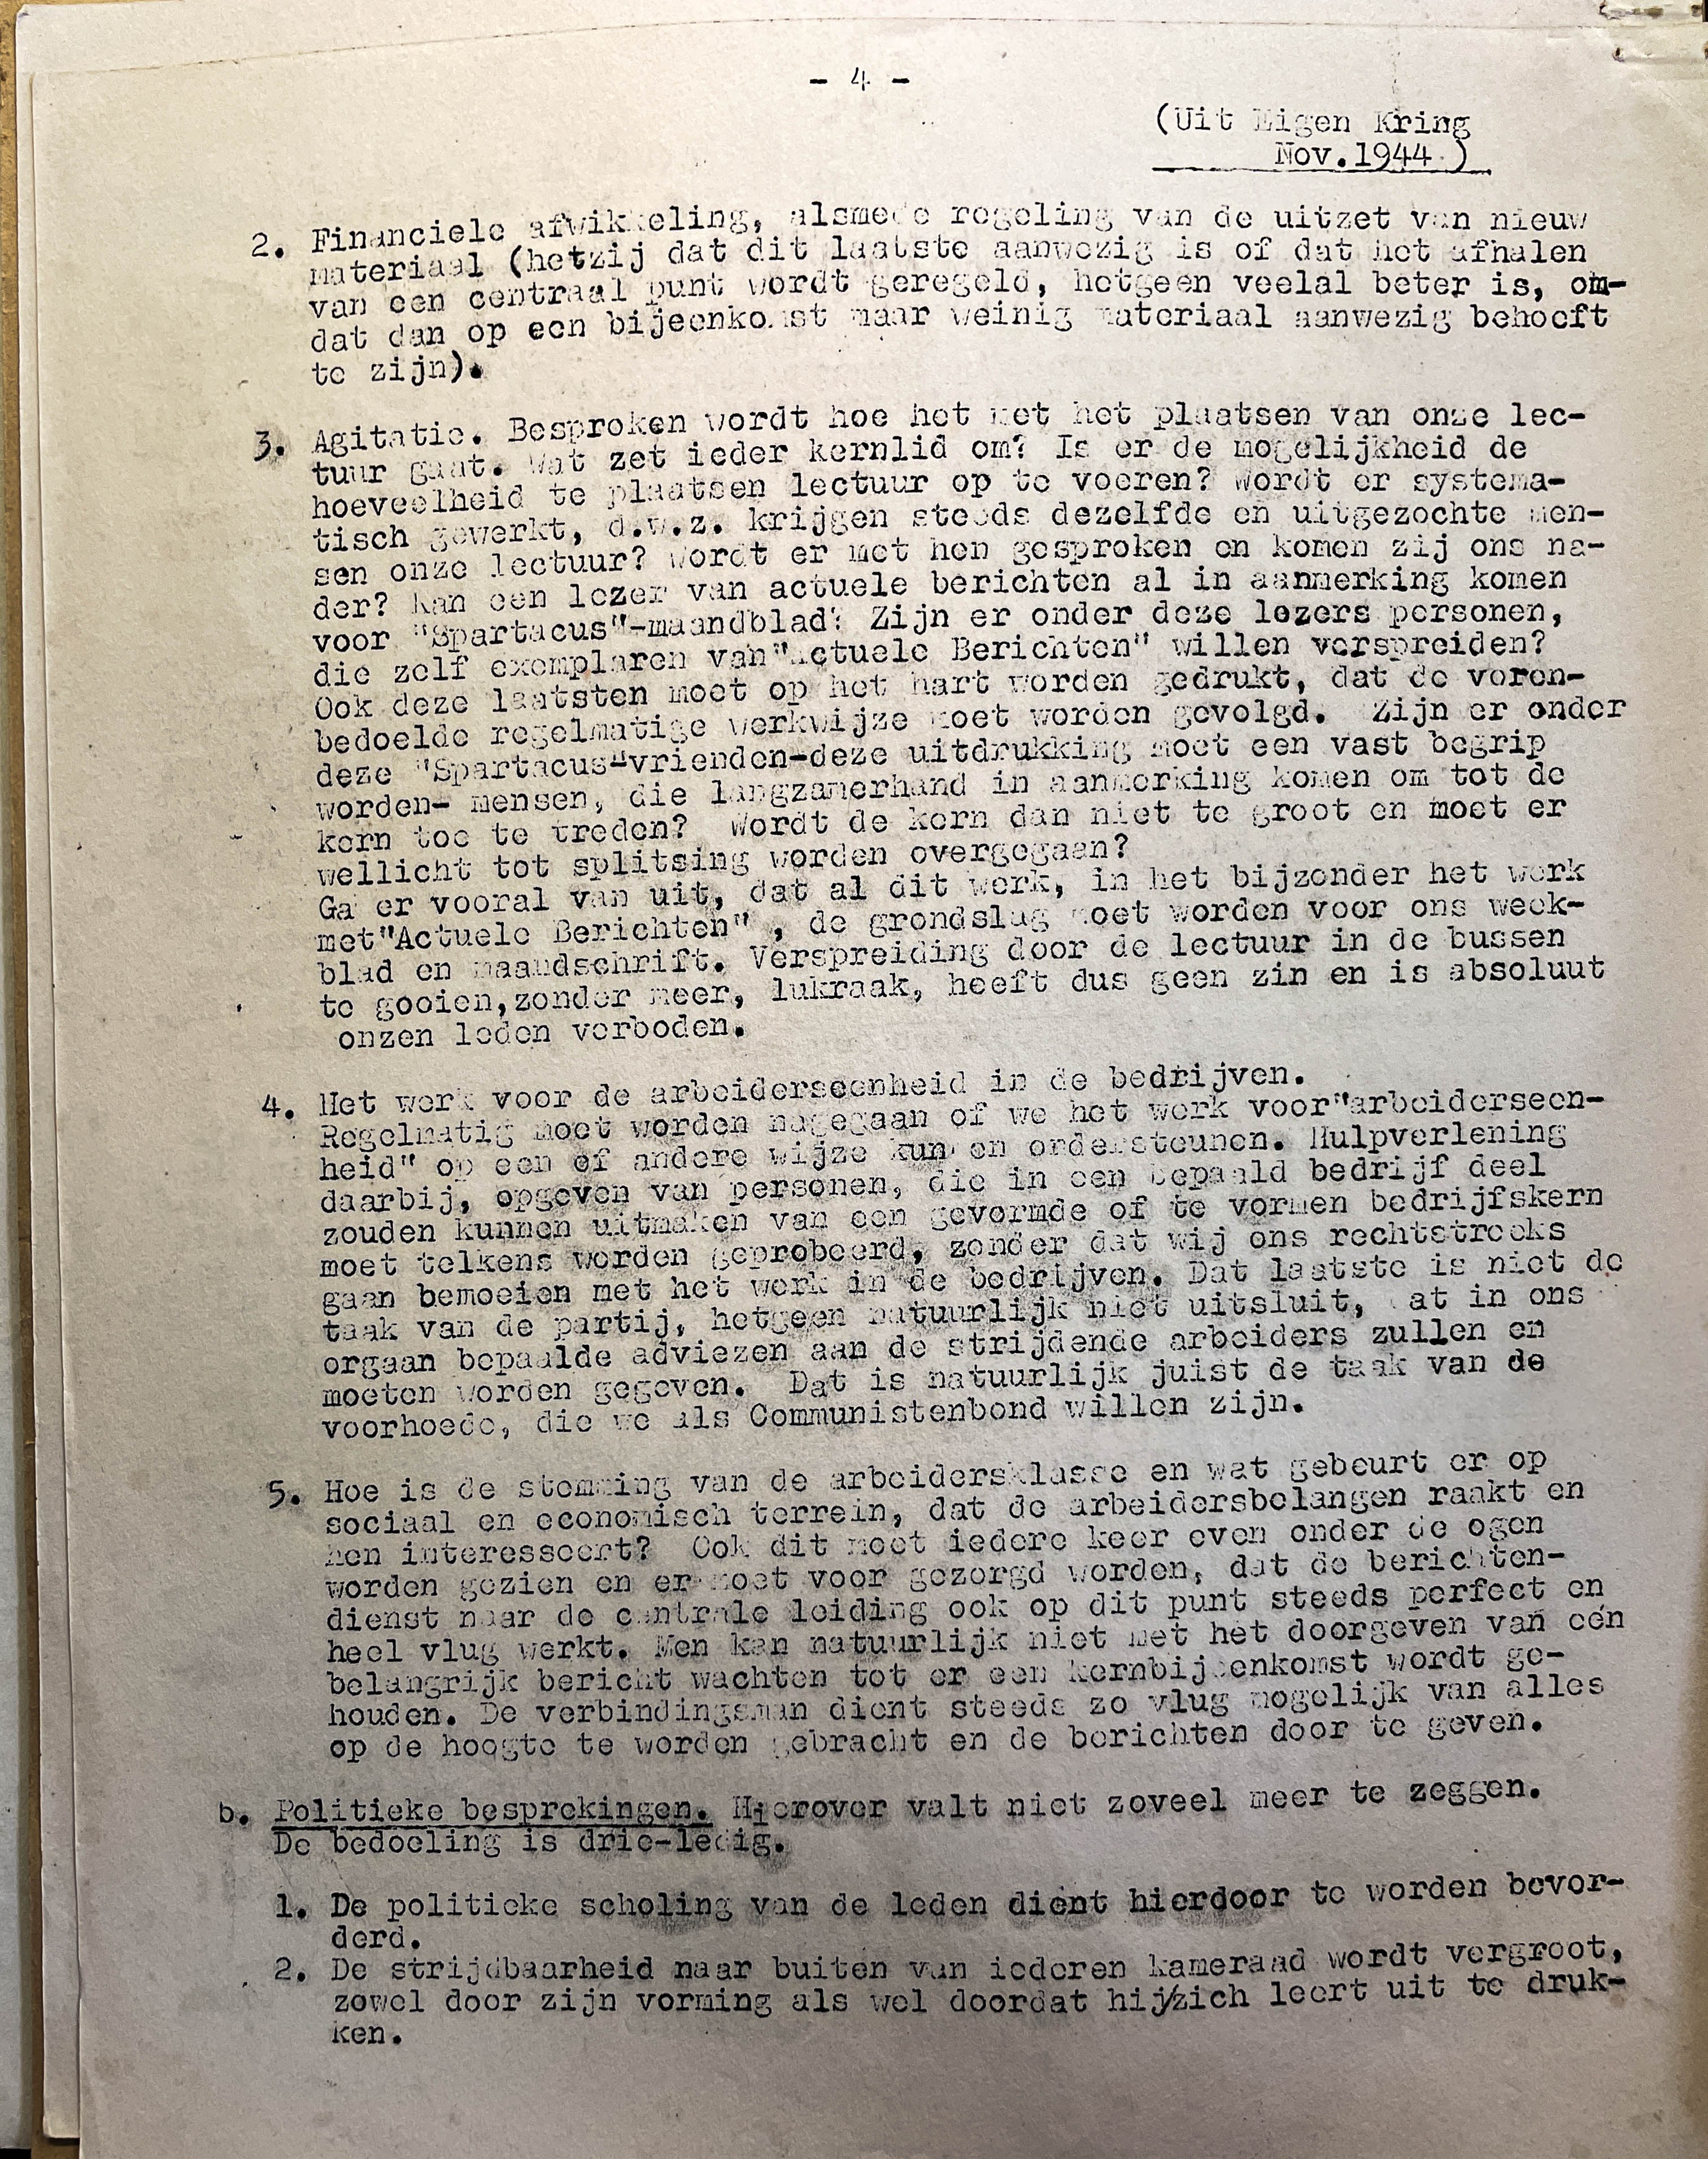 - 4 -
(Uit Eigen Kring
Nov.1944.)
2. Financiele afwikkeling, alsmede regeling van de uitzet van nieuw
materiaal (hetzij dat dit laatste aanwezig is of dat het afhalen
van een centraal punt wordt geregeld, hetgeen veelal beter is, om-
dat dan op een bijeenkomst maar weinig materiaal aanwezig behoeft
te zijn).
3. Agitatie. Besproken wordt hoe het met het plaatsen van onze lec-
tuur gaat. Wat zet ieder kernlid om? Is er de mogelijkheid de
hoeveelheid te plaatsen lectuur op te voeren? Wordt er systema-
tisch gewerkt, d.w.z. krijgen steeds dezelfde en uitgezochte men-
sen onze lectuur? Wordt er met hen gesproken en komen zij ons na-
der? Kan een lezer van actuele berichten al in aanmerking komen
voor "Spartacus"-maandblad? Zijn er onder deze lezers personen,
die zelf exemplaren van"Actuele Berichten" willen verspreiden?
Ook deze laatsten moet op het hart worden gedrukt, dat de voren-
bedoelde regelmatige werkwijze moet worden gevolgd. Zijn er onder
deze "Spartacus"vrienden-deze uitdrukking moet een vast begrip
worden- mensen, die langzamerhand in aanmerking komen om tot de
kern toe te treden? Wordt de kern dan niet te groot en moet er
wellicht tot splitsing worden overgegaan?
Ga er vooral van uit, dat al dit werk, in het bijzonder het werk
met"Actuele Berichten" , de grondslag moet worden voor ons week-
blad en maandschrift. Verspreiding door de lectuur in de bussen
te gooien,zonder meer, lukraak, heeft dus geen zin en is absoluut
onzen leden verboden.
4. Het werk voor de arbeiderseenheid in de bedrijven.
Regelmatig moet worden nagegaan of we het werk voor"arbeiderseen-
heid" op een of andere wijze kunnen ondersteunen. Hulpverlening
daarbij, opgeven van personen, die in een bepaald bedrijf deel
zouden kunnen uitmaken van een gevormde of te vormen bedrijfskern
moet telkens worden geprobeerd, zonder dat wij ons rechtstreeks
gaan bemoeien met het werk in de bedrijven. Dat laatste is niet de
taak van de partij, hetgeen natuurlijk niet uitsluit, dat in ons
orgaan bepaalde adviezen aan de strijdende arbeiders zullen en
moeten worden gegeven. Dat is natuurlijk juist de taak van de
voorhoede, die we als Communistenbond willen zijn.
5. Hoe is de stemming van de arbeidersklasse en wat gebeurt er op
sociaal en economisch terrein, dat de arbeidersbelangen raakt en
hen interesseert? Ook dit moet iedere keer even onder de ogen
worden gezien en er moet voor gezorgd worden, dat de berichten-
dienst naar de centrale leiding ook op dit punt steeds perfect en
heel vlug werkt. Men kan natuurlijk niet met het doorgeven van een
belangrijk bericht wachten tot er een kernbijeenkomst wordt ge-
houden. De verbindingsman dient steeds zo vlug mogelijk van alles
op de hoogte te worden gebracht en de berichten door te geven.
b. Politieke besprekingen. Hierover valt niet zoveel meer te zeggen.
De bedoeling is drie-ledig.
1. De politieke scholing van de leden dient hierdoor te worden bevor-
derd.
2. De strijdbaarheid naar buiten van iederen kameraad wordt vergroot,
zowel door zijn vorming als wel doordat hij/zich leert uit te druk-
ken.